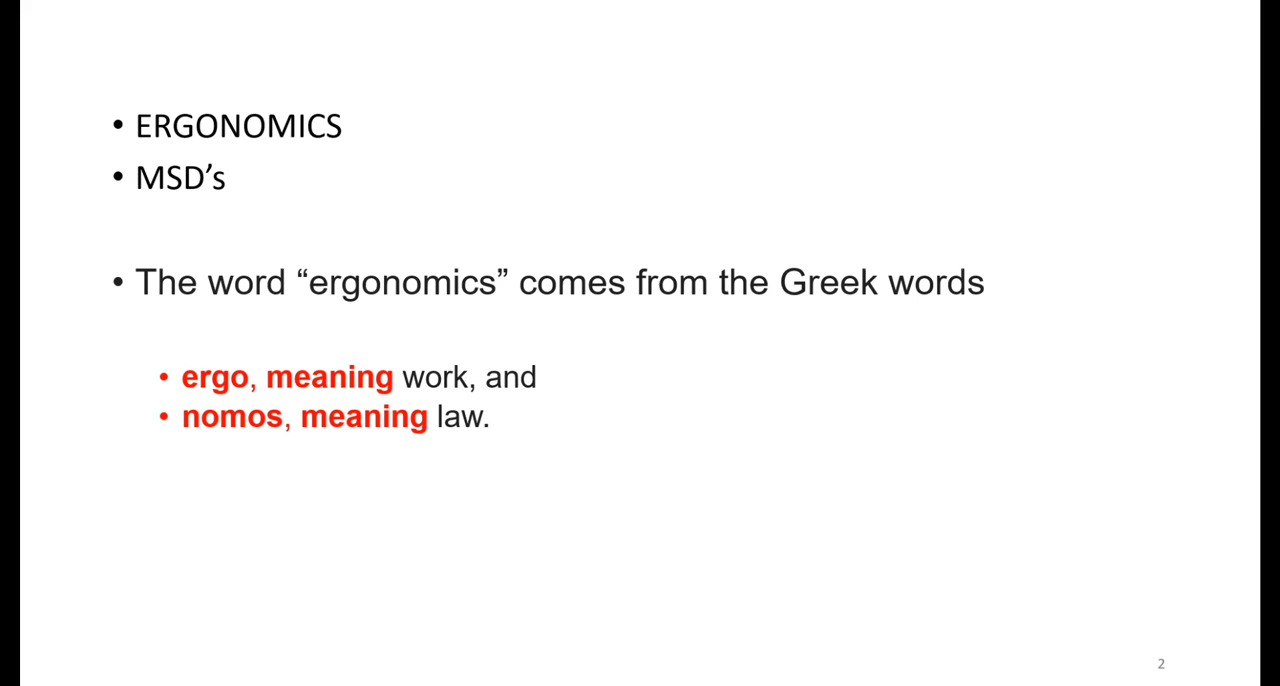 • ERGONOMICS
• MSD’s
• The word “ergonomics” comes from the Greek words
• ergo, meaning work, and
• nomos, meaning law.
2